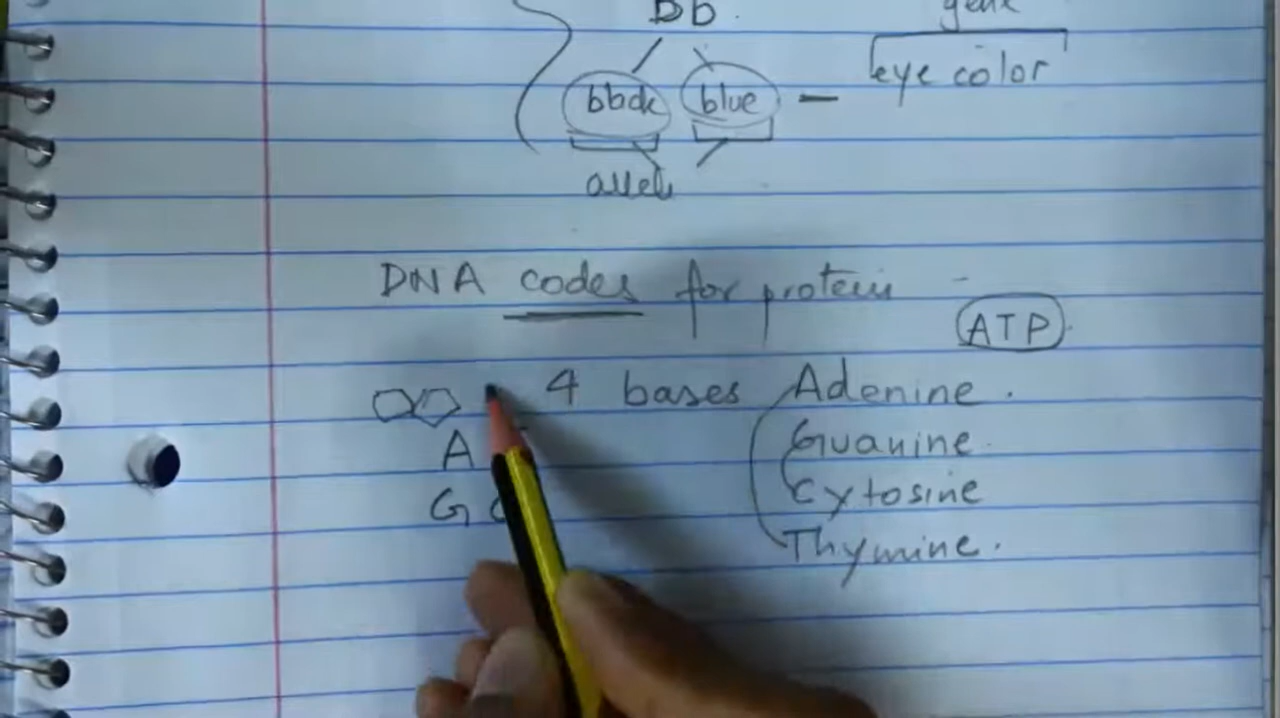 Bb
gene
eye color
black blue –
allele
DNA codes for protein
ATP
4 bases Adenine.
A Guanine.
G C Cytosine
Thymine.